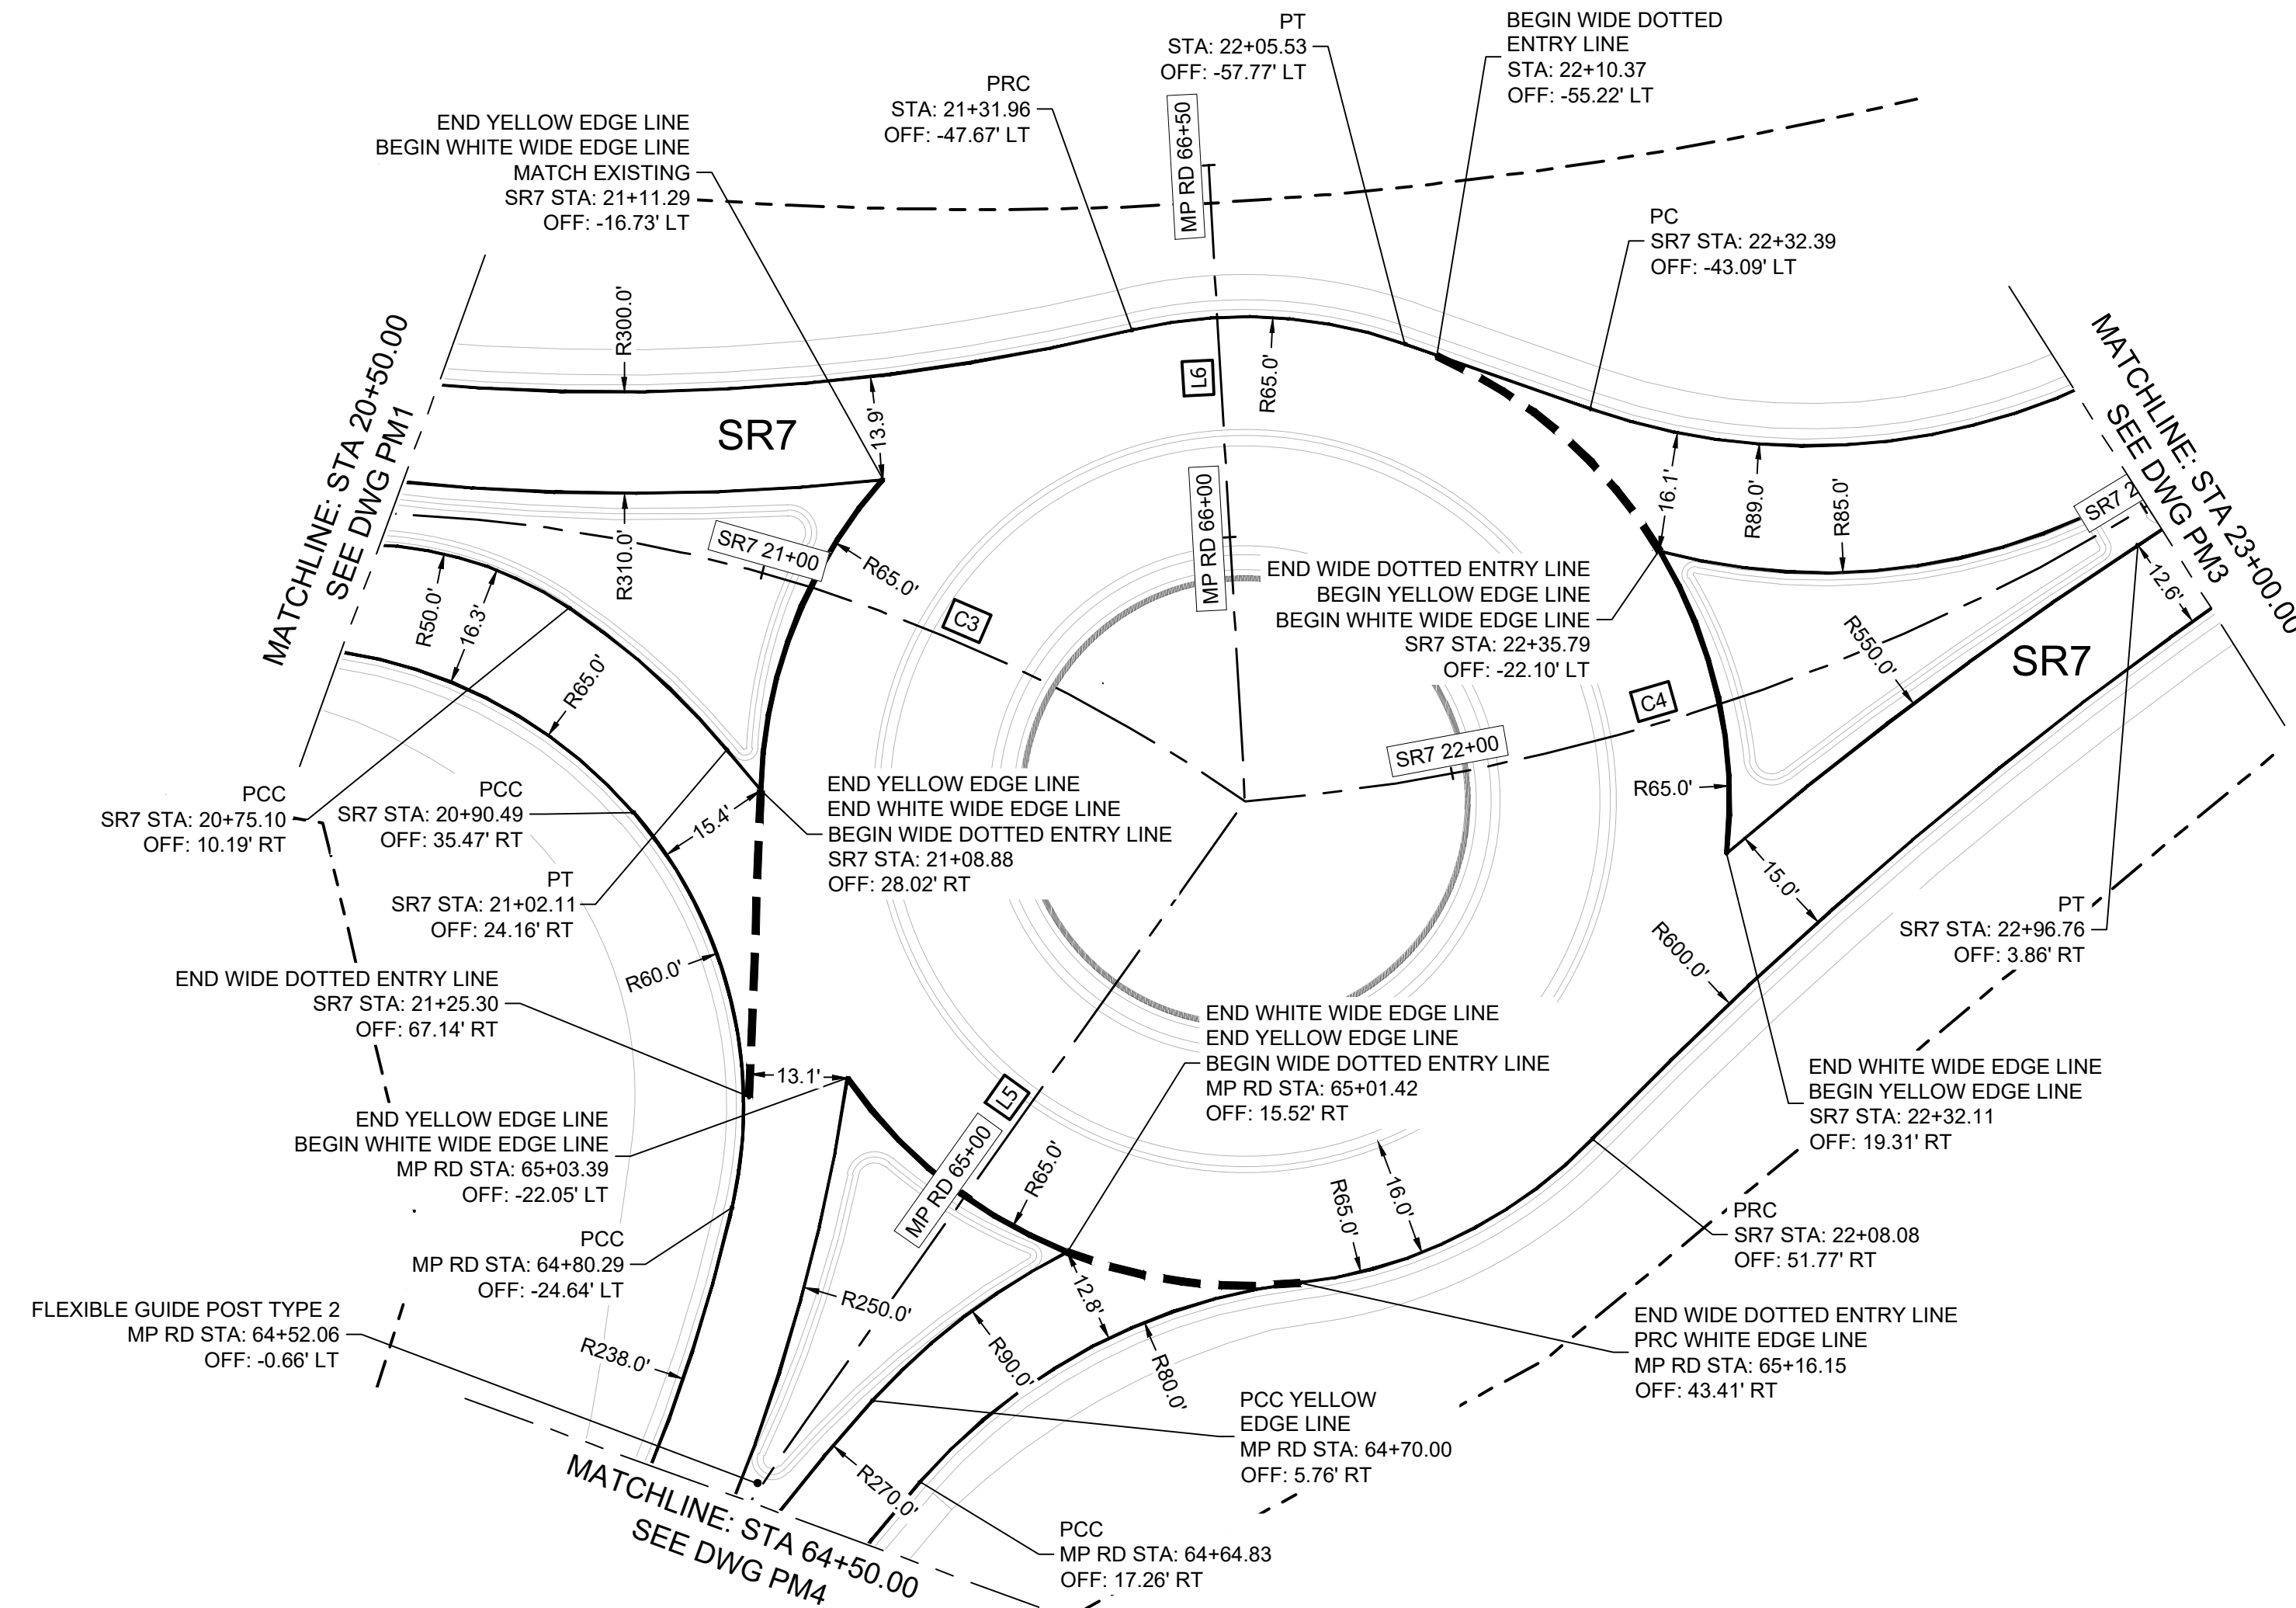 PT
STA: 22+05.53
OFF: -57.77' LT
BEGIN WIDE DOTTED
ENTRY LINE
STA: 22+10.37
OFF: -55.22' LT
PRC
STA: 21+31.96
OFF: -47.67' LT
MP RD 66+50
END YELLOW EDGE LINE
BEGIN WHITE WIDE EDGE LINE
MATCH EXISTING
SR7 STA: 21+11.29
OFF: -16.73' LT
PC
SR7 STA: 22+32.39
OFF: -43.09' LT
MATCHLINE: STA 20+50.00
SEE DWG PM1
R300.0'
13.9'
SR7
L6
R65.0'
MATCHLINE: STA 23+00.00
SEE DWG PM3
R310.0'
SR7 21+00
R65.0'
C3
MP RD 66+00
16.1'
R89.0'
R85.0'
SR7 2
12.6'
END WIDE DOTTED ENTRY LINE
BEGIN YELLOW EDGE LINE
BEGIN WHITE WIDE EDGE LINE
SR7 STA: 22+35.79
OFF: -22.10' LT
R50.0'
16.3'
R65.0'
R550.0'
SR7
C4
SR7 22+00
R65.0'
PCC
SR7 STA: 20+75.10
OFF: 10.19' RT
PCC
SR7 STA: 20+90.49
OFF: 35.47' RT
15.4'
END YELLOW EDGE LINE
END WHITE WIDE EDGE LINE
BEGIN WIDE DOTTED ENTRY LINE
SR7 STA: 21+08.88
OFF: 28.02' RT
PT
SR7 STA: 21+02.11
OFF: 24.16' RT
15.0'
PT
SR7 STA: 22+96.76
OFF: 3.86' RT
R60.0'
R600.0'
END WIDE DOTTED ENTRY LINE
SR7 STA: 21+25.30
OFF: 67.14' RT
13.1'
END WHITE WIDE EDGE LINE
END YELLOW EDGE LINE
BEGIN WIDE DOTTED ENTRY LINE
MP RD STA: 65+01.42
OFF: 15.52' RT
END WHITE WIDE EDGE LINE
BEGIN YELLOW EDGE LINE
SR7 STA: 22+32.11
OFF: 19.31' RT
L5
MP RD 65+00
R65.0'
R65.0'
16.0'
END YELLOW EDGE LINE
BEGIN WHITE WIDE EDGE LINE
MP RD STA: 65+03.39
OFF: -22.05' LT
PRC
SR7 STA: 22+08.08
OFF: 51.77' RT
PCC
MP RD STA: 64+80.29
OFF: -24.64' LT
R250.0'
12.8'
FLEXIBLE GUIDE POST TYPE 2
MP RD STA: 64+52.06
OFF: -0.66' LT
R238.0'
R90.0'
R80.0'
END WIDE DOTTED ENTRY LINE
PRC WHITE EDGE LINE
MP RD STA: 65+16.15
OFF: 43.41' RT
PCC YELLOW
EDGE LINE
MP RD STA: 64+70.00
OFF: 5.76' RT
R270.0'
MATCHLINE: STA 64+50.00
SEE DWG PM4
PCC
MP RD STA: 64+64.83
OFF: 17.26' RT